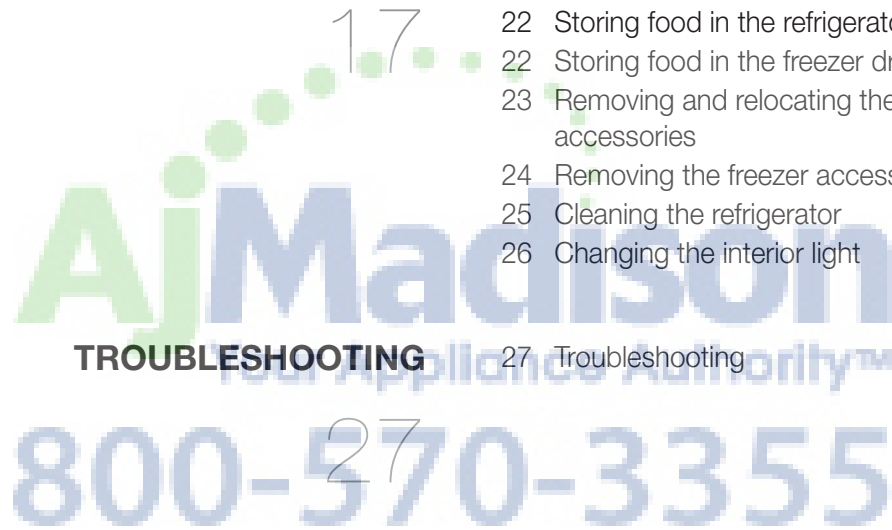 17
22 Storing food in the refrigerato
22 Storing food in the freezer dr
23 Removing and relocating the
accessories
24 Removing the freezer access
25 Cleaning the refrigerator
26 Changing the interior light
AjMadison
TROUBLESHOOTING 27 Troubleshooting
Your Appliance Authority™
27
800-570-3355